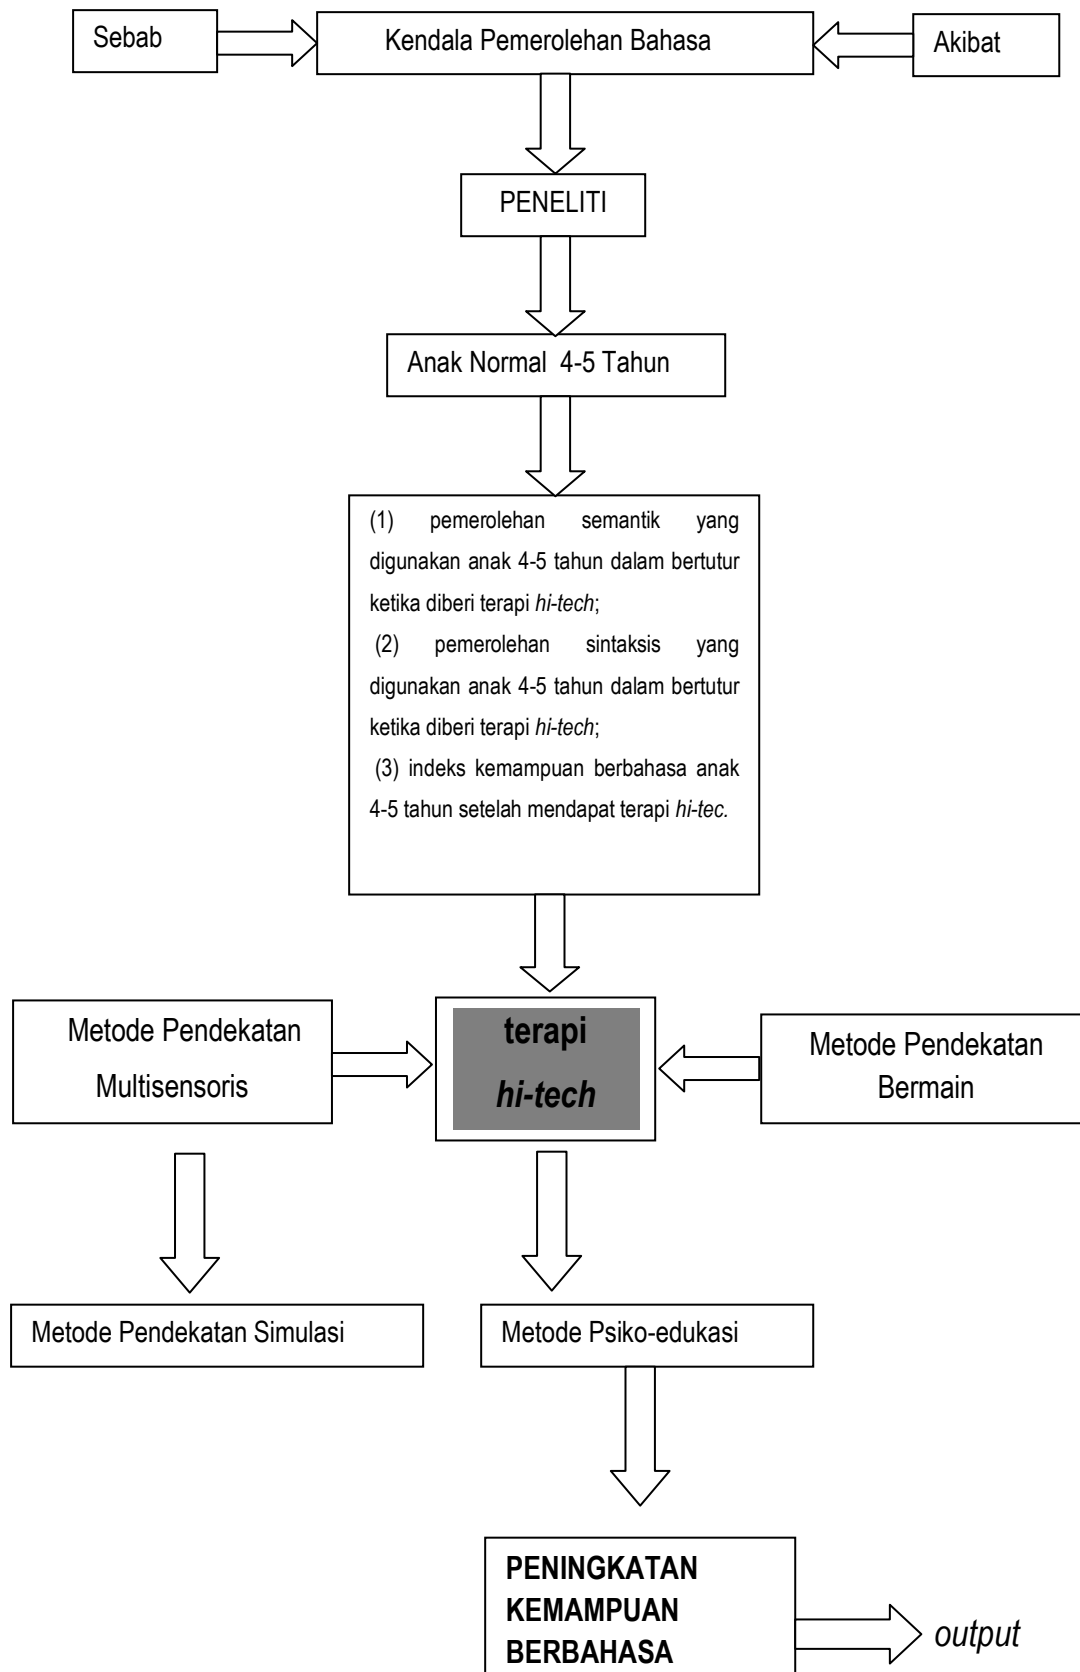 Sebab
Kendala Pemerolehan Bahasa
Akibat
PENELITI
Anak Normal 4-5 Tahun
(1) pemerolehan semantik yang
digunakan anak 4-5 tahun dalam bertutur
ketika diberi terapi hi-tech;
(2) pemerolehan sintaksis yang
digunakan anak 4-5 tahun dalam bertutur
ketika diberi terapi hi-tech;
(3) indeks kemampuan berbahasa anak
4-5 tahun setelah mendapat terapi hi-tec.
Metode Pendekatan
Multisensoris
terapi
hi-tech
Metode Pendekatan
Bermain
Metode Pendekatan Simulasi
Metode Psiko-edukasi
PENINGKATAN
KEMAMPUAN
BERBAHASA
output